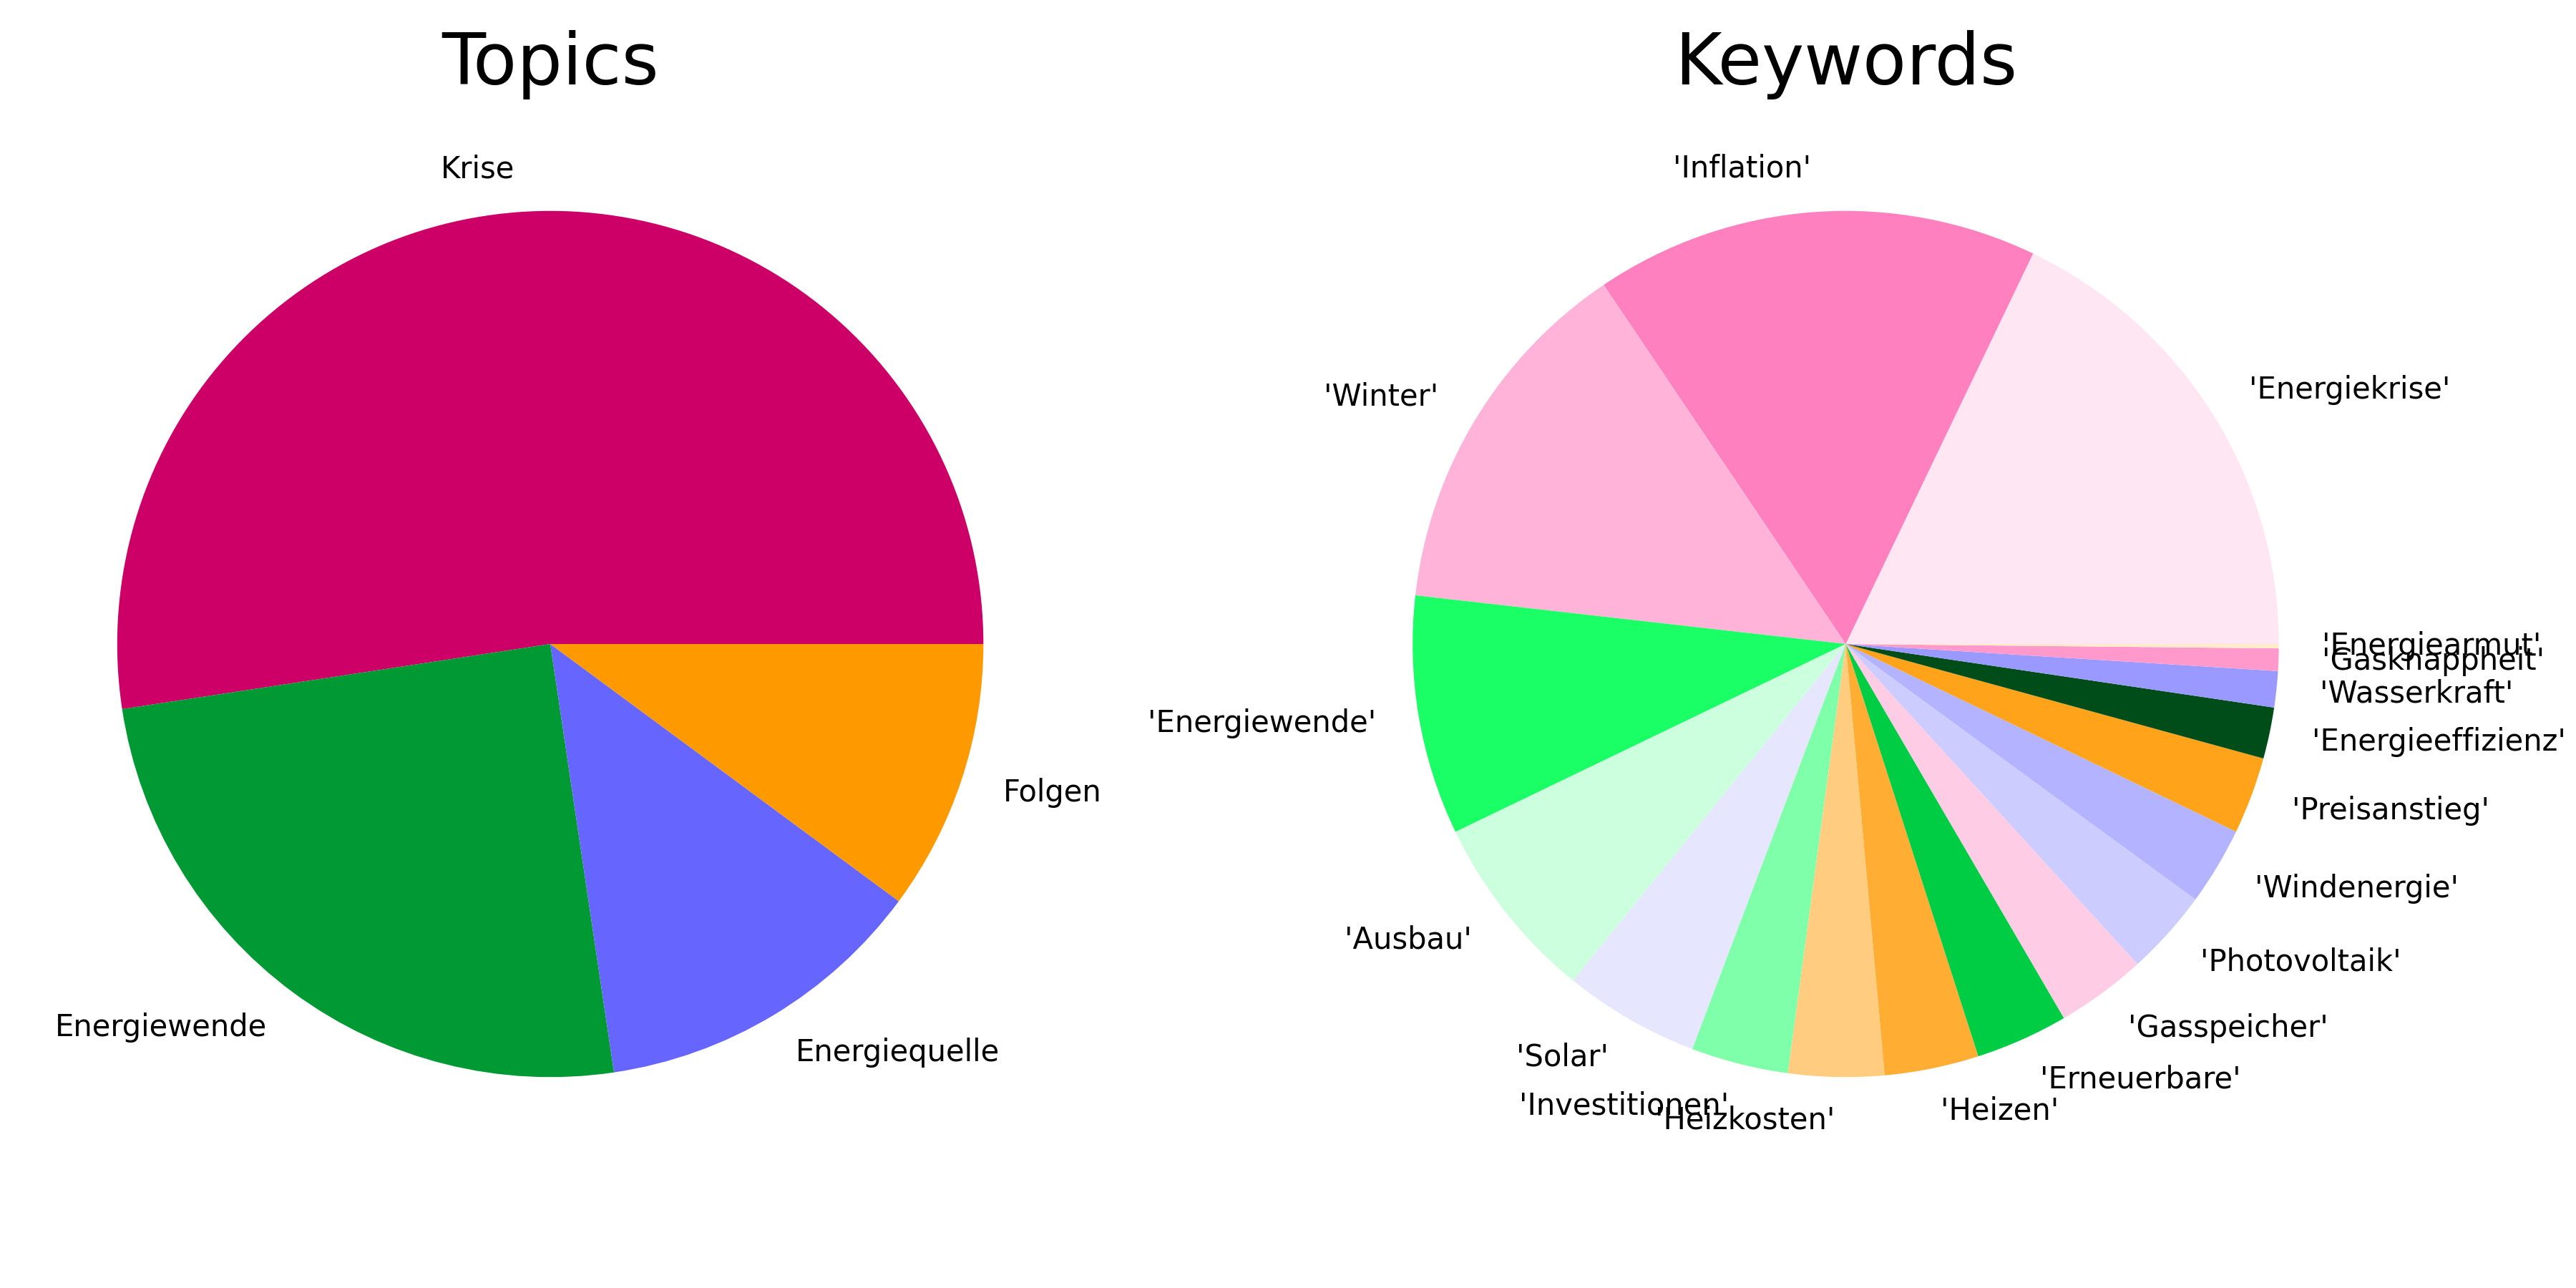 Topics
Krise
Energiewende
Energiequelle
Folgen
Keywords
'Energiekrise'
'Inflation'
'Winter'
'Energiewende'
'Ausbau'
'Solar'
'Investitionen'
'Heizkosten'
'Heizen'
'Erneuerbare'
'Gasspeicher'
'Photovoltaik'
'Windenergie'
'Preisanstieg'
'Energieeffizienz'
'Wasserkraft'
'Gasknappheit'
'Energiearmut'